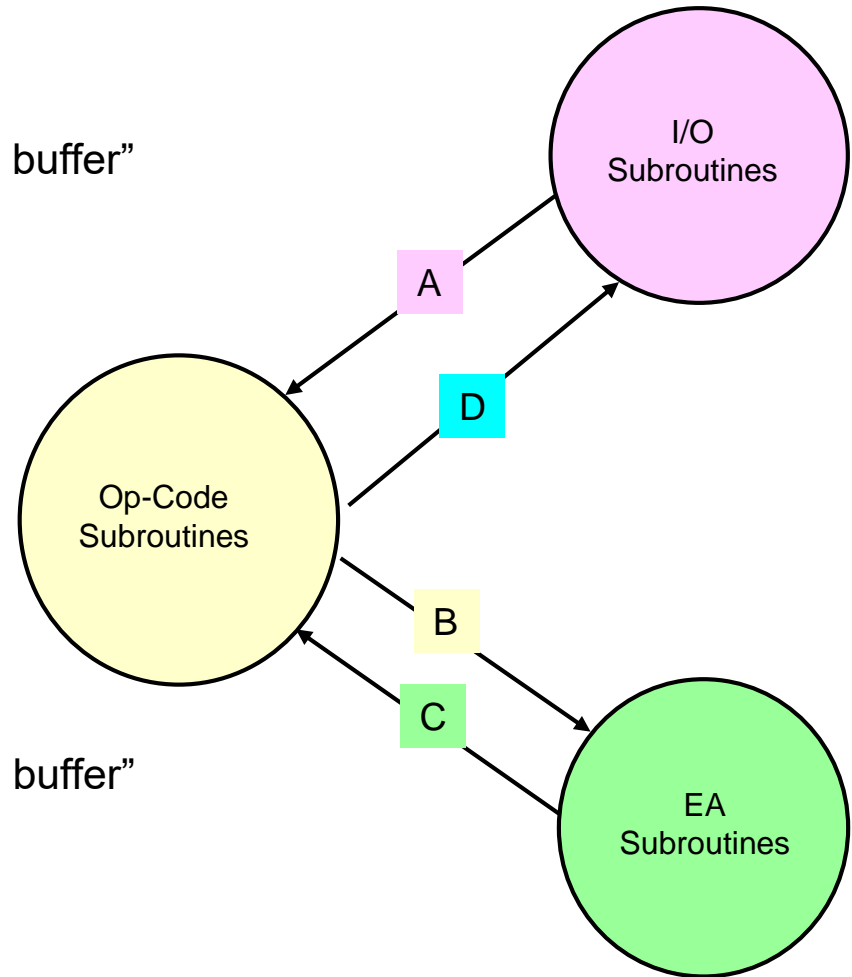 I/O
Subroutines
buffer”
A
D
Op-Code
Subroutines
B
C
buffer”
EA
Subroutines